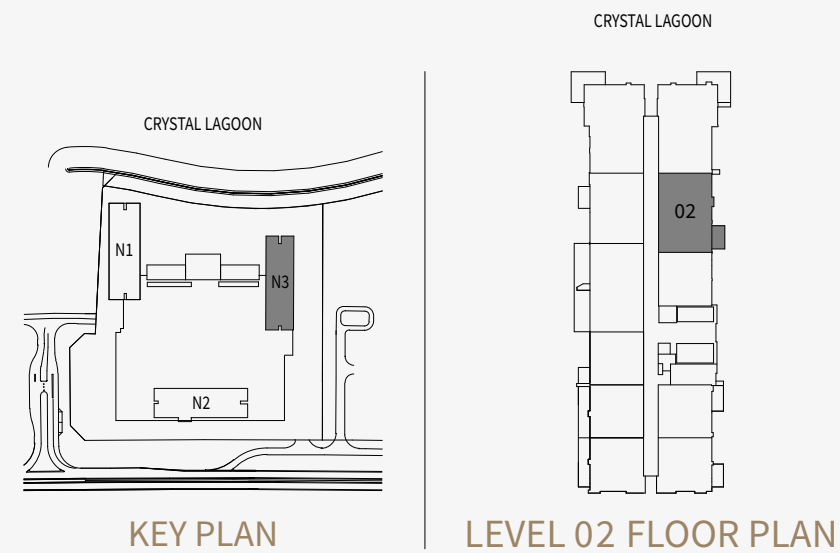 CRYSTAL LAGOON
N1
N3
N2
KEY PLAN
CRYSTAL LAGOON
02
LEVEL 02 FLOOR PLAN